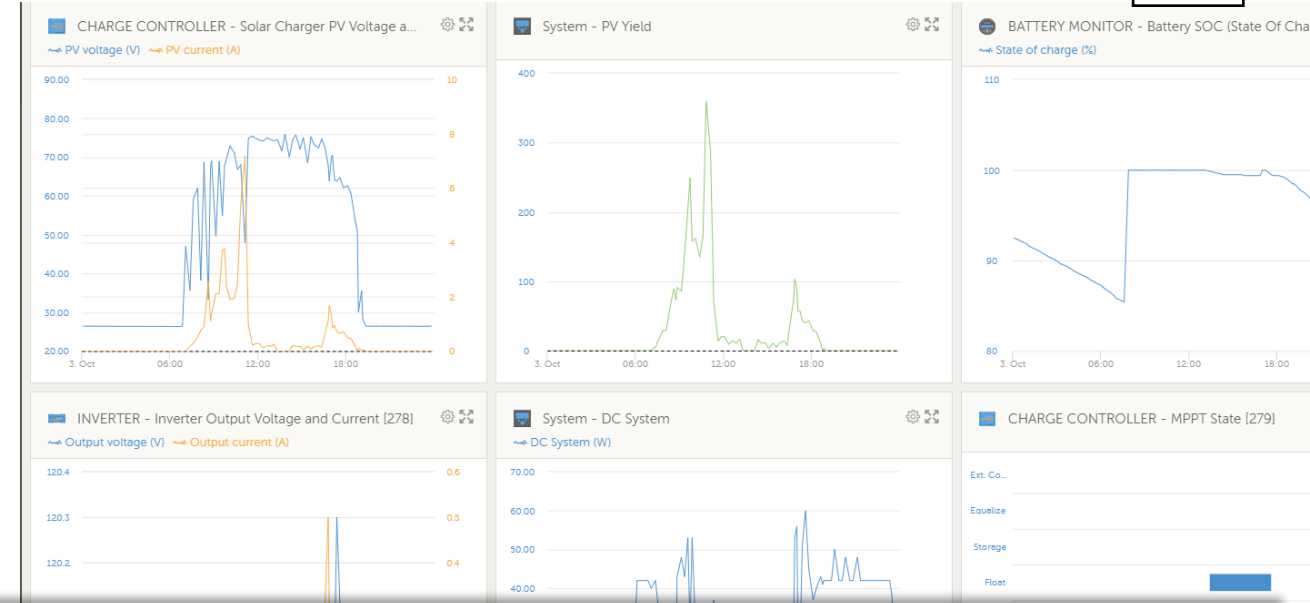 CHARGE CONTROLLER - Solar Charger PV Voltage a...
PV voltage (V) PV current (A)
90.00
80.00
70.00
60.00
50.00
40.00
30.00
20.00
10
8
6
4
2
0
3. Oct 06:00 12:00 18:00
System - PV Yield
400
300
200
100
0
3. Oct 06:00 12:00 18:00
BATTERY MONITOR - Battery SOC (State Of Cha
State of charge (%)
110
100
90
80
3. Oct 06:00 12:00 18:00
INVERTER - Inverter Output Voltage and Current [278]
Output voltage (V) Output current (A)
120.4
120.3
120.2
0.6
0.5
0.4
System - DC System
DC System (W)
70.00
60.00
50.00
40.00
CHARGE CONTROLLER - MPPT State [279]
Ext. Co...
Equalize
Storage
Float